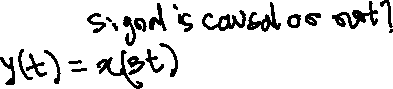 signal is causal or not?
y(t) = x(3t)